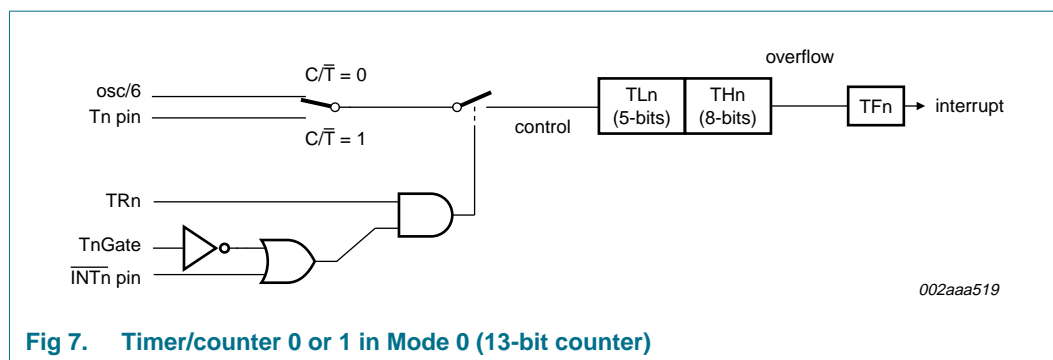 overflow
C/T̅ = 0
osc/6
Tn pin
C/T̅ = 1
control
TLn
(5-bits)
THn
(8-bits)
TFn
interrupt
TRn
TnGate
I̅N̅T̅n̅ pin
002aaa519
Fig 7. Timer/counter 0 or 1 in Mode 0 (13-bit counter)